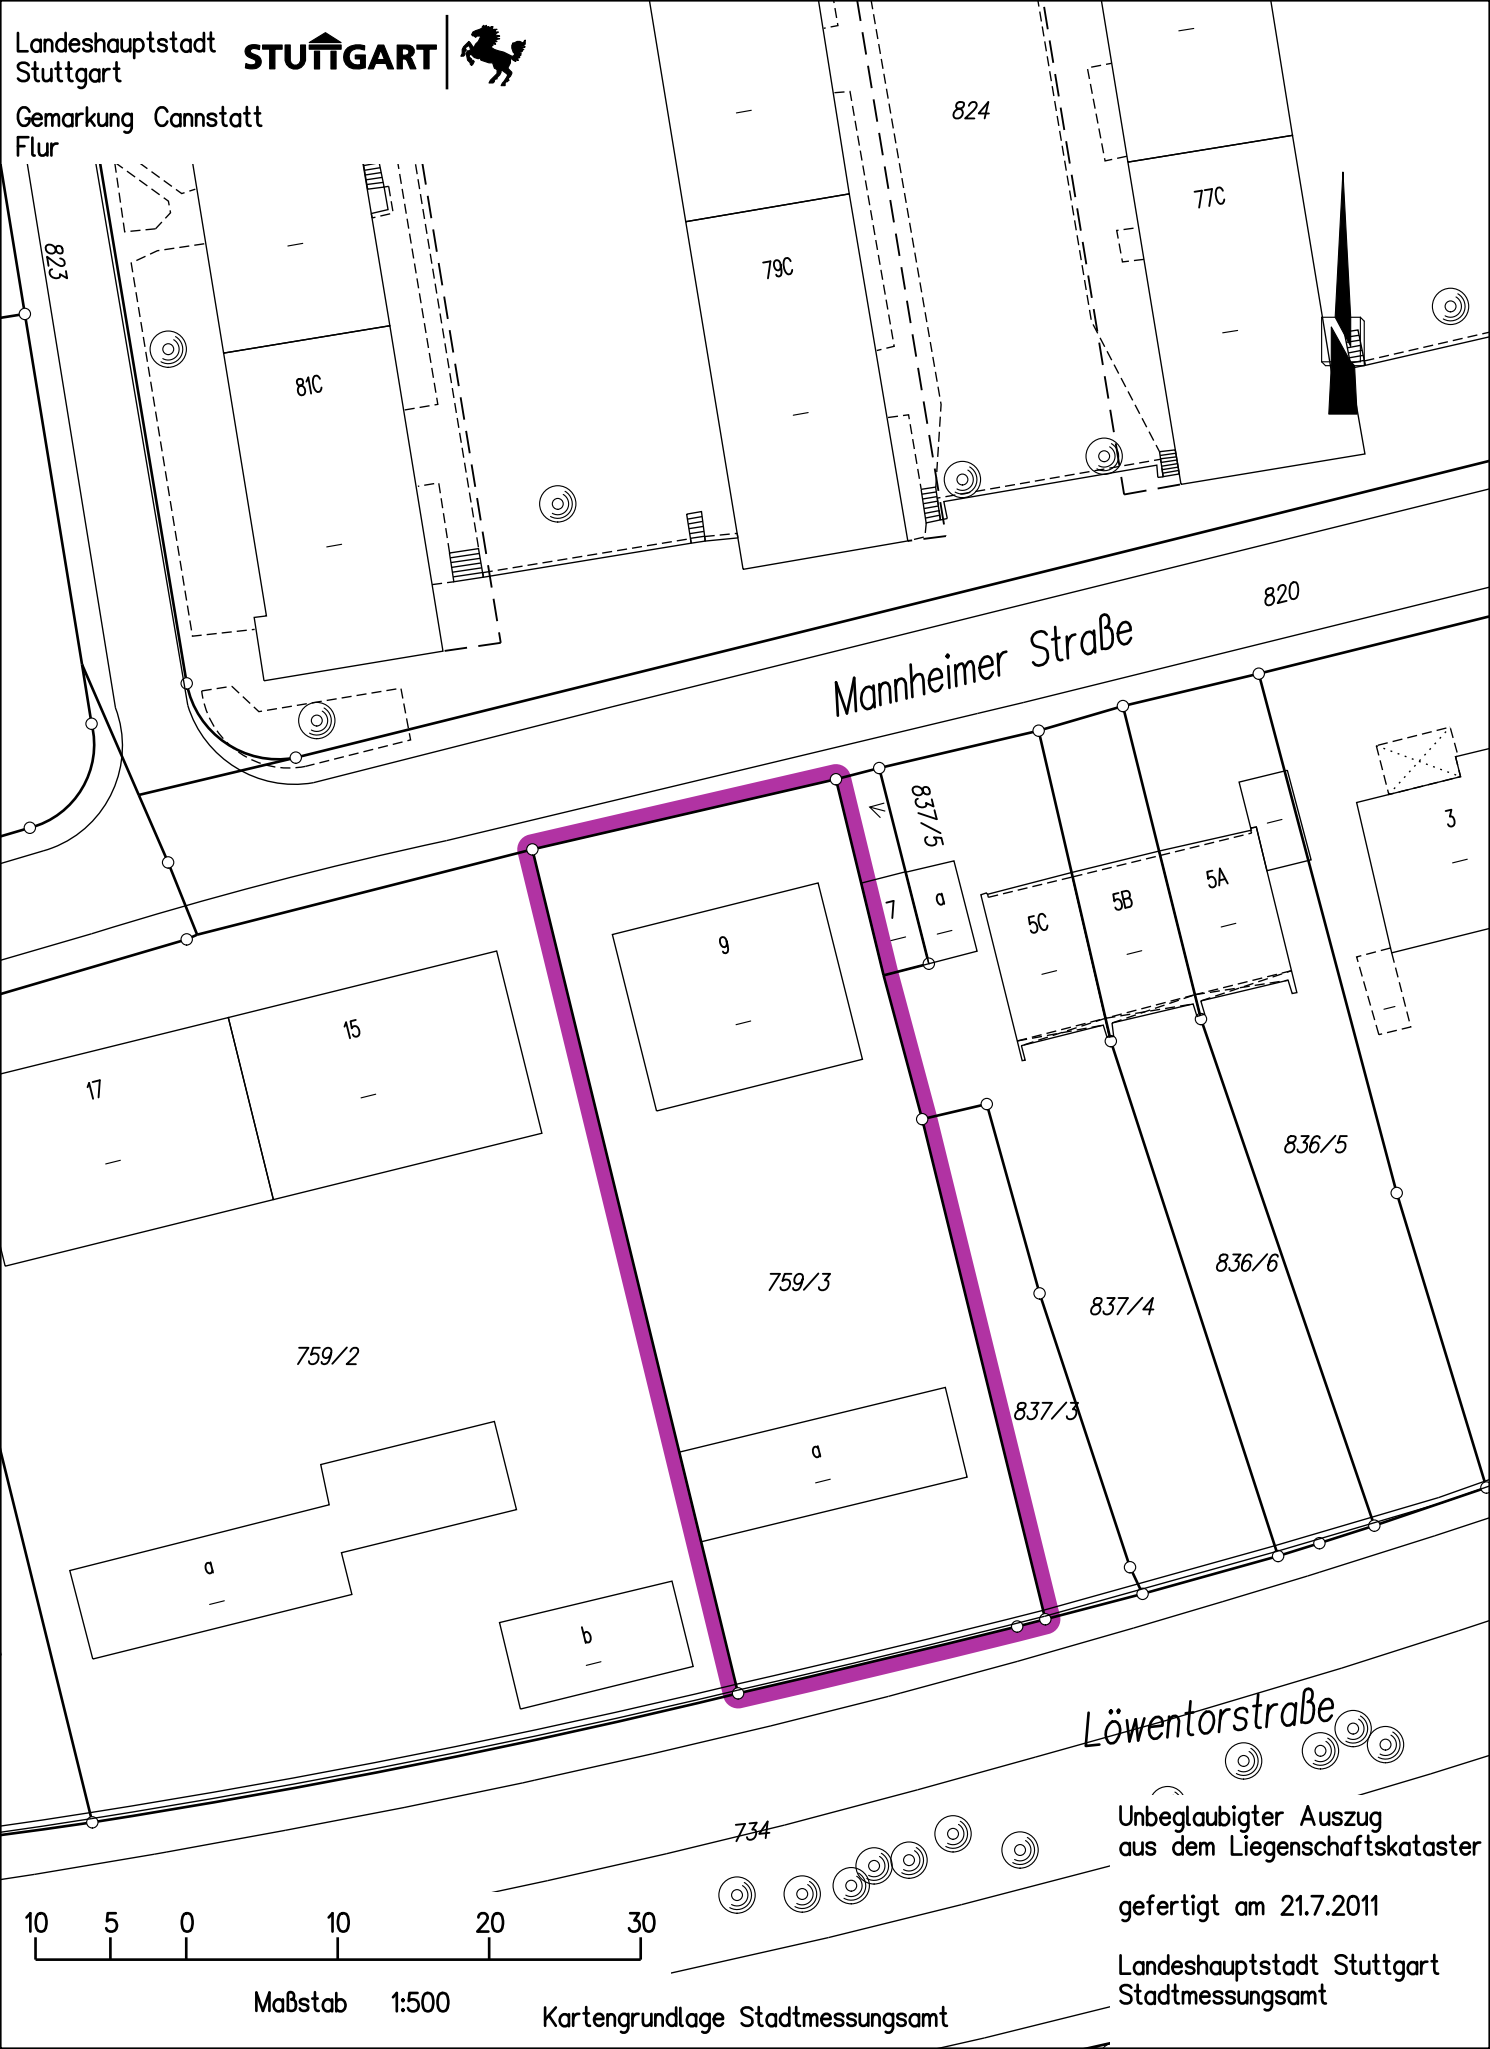 Landeshauptstadt
Stuttgart
STUTTGART
Gemarkung Cannstatt
Flur
824
77C
823
79C
N
81C
820
Mannheimer Straße
837/5
3
5A
5B
5C
a
7
9
15
17
836/5
836/6
759/3
837/4
759/2
837/3
a
a
b
Löwentorstraße
734
Unbeglaubigter Auszug
aus dem Liegenschaftskataster
gefertigt am 21.7.2011
Landeshauptstadt Stuttgart
Stadtmessungsamt
10 5 0 10 20 30
Maßstab 1:500
Kartengrundlage Stadtmessungsamt